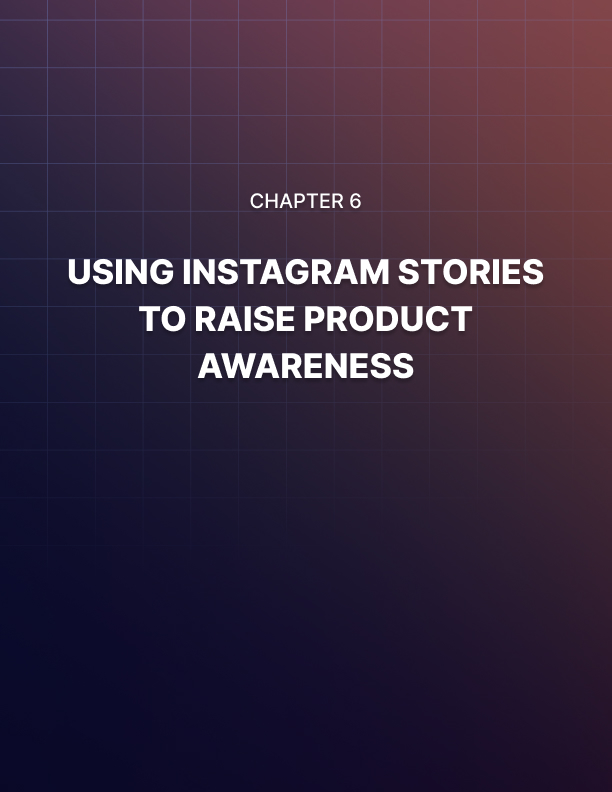 CHAPTER 6
USING INSTAGRAM STORIES
TO RAISE PRODUCT
AWARENESS